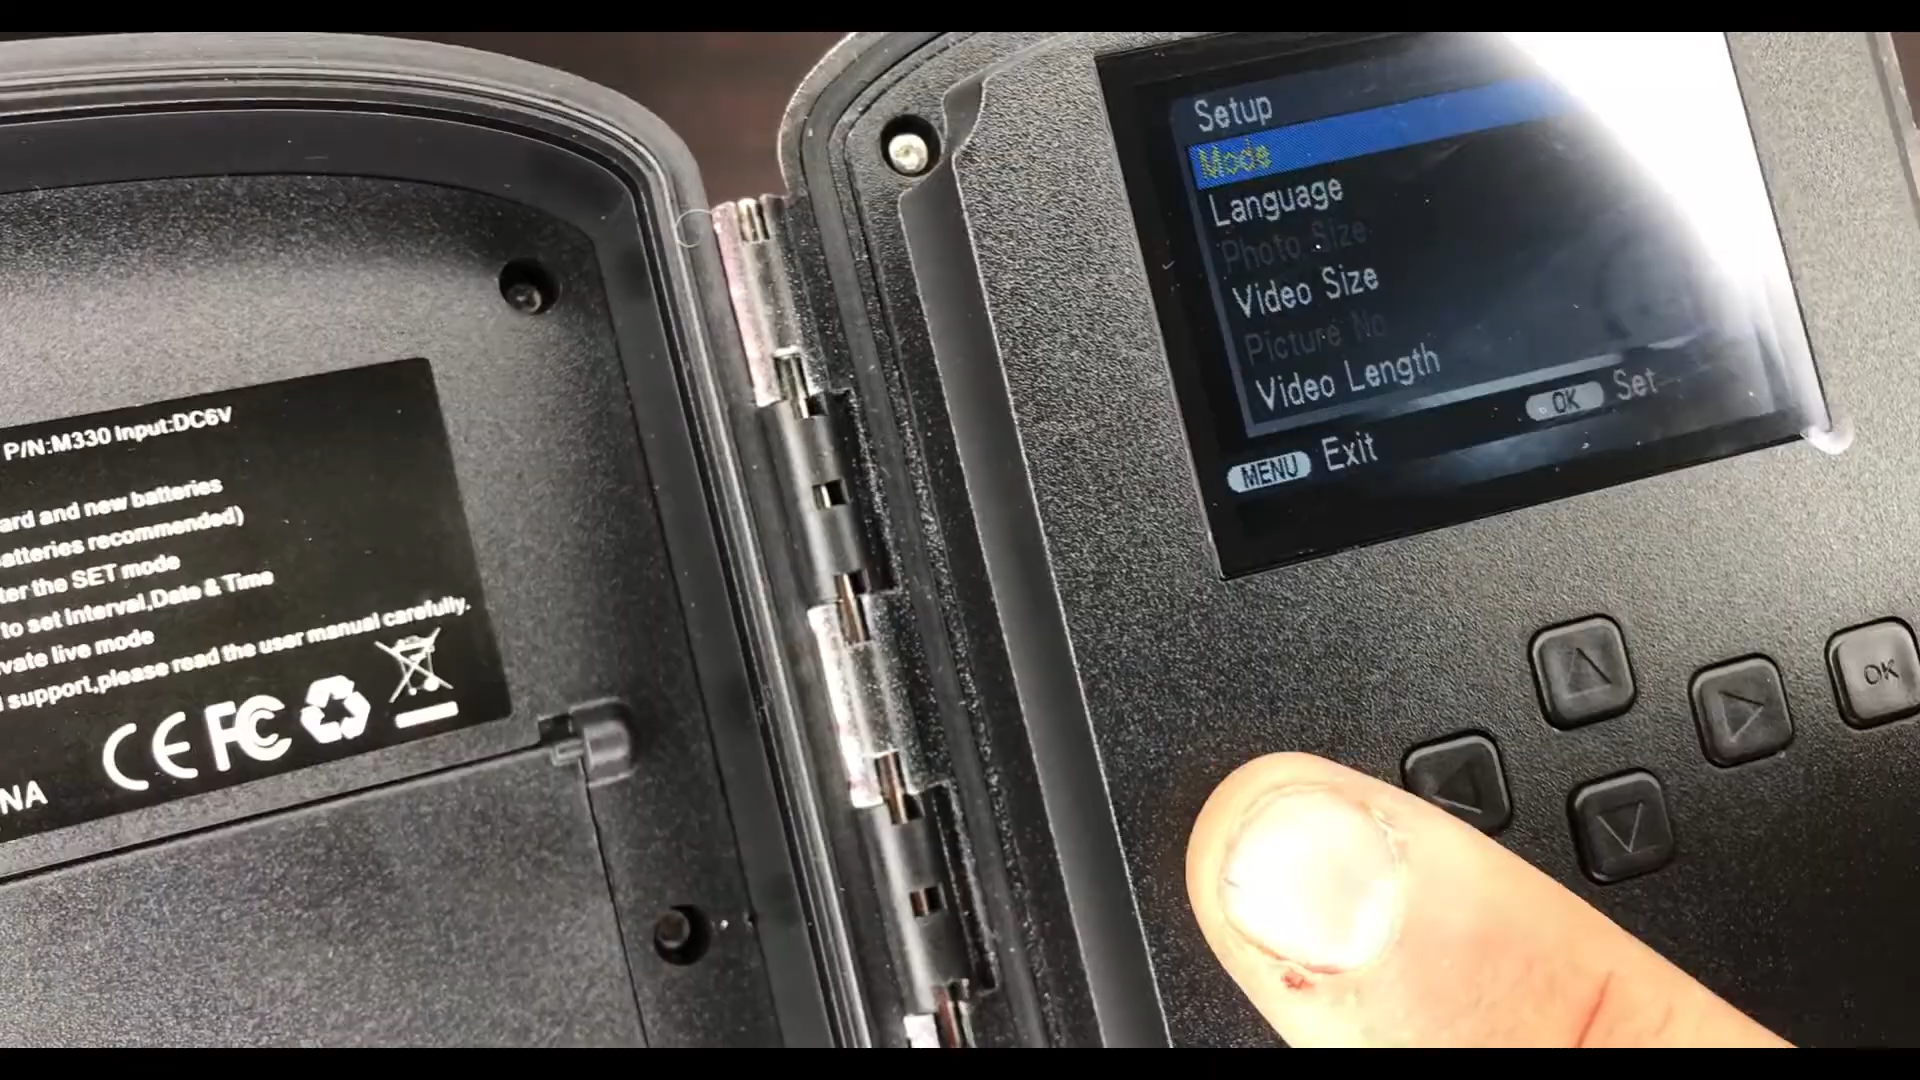 P/N:M330 Input:DC6V
ard and new batteries
atteries recommended)
ter the SET mode
to set Interval,Date & Time
vate live mode
l support,please read the user manual carefully.
CE FC
NA
Setup
Mode
Language
Photo Size
Video Size
Picture No
Video Length
OK Set
MENU Exit
OK